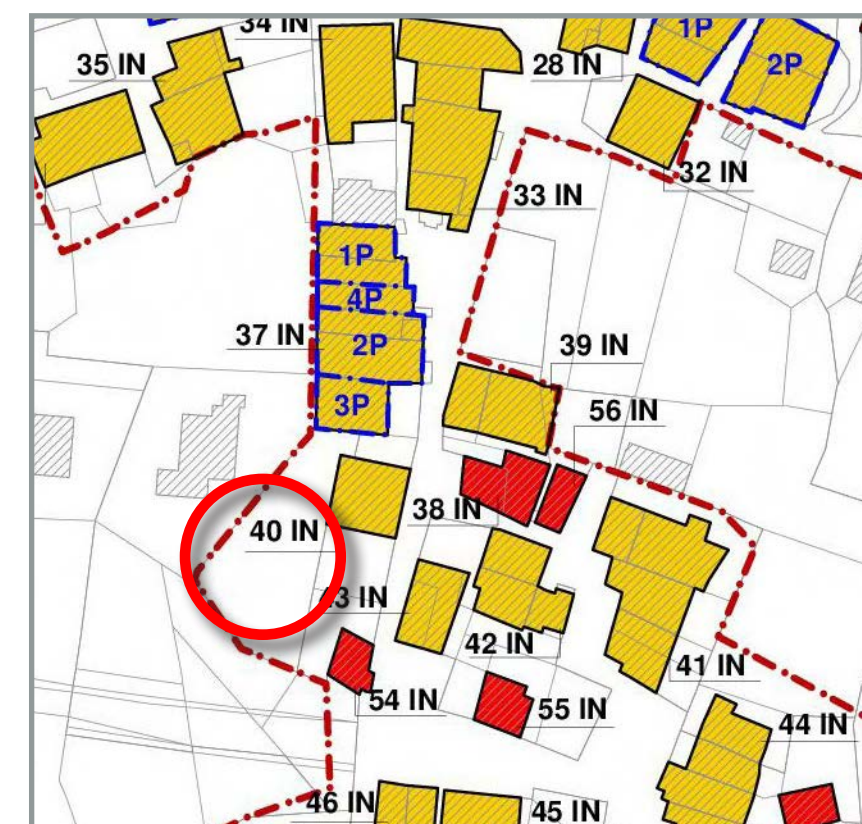 34 IN
1P
35 IN
28 IN
2P
32 IN
33 IN
1P
4P
37 IN
2P
39 IN
3P
56 IN
38 IN
40 IN
43 IN
42 IN
41 IN
54 IN
55 IN
44 IN
46 IN
45 IN